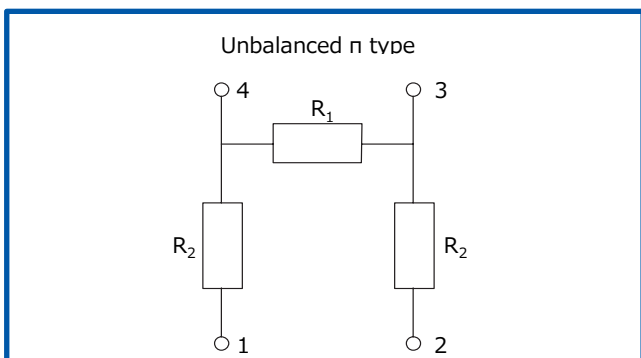 Unbalanced π type
4 3
R₁
R₂ R₂
1 2